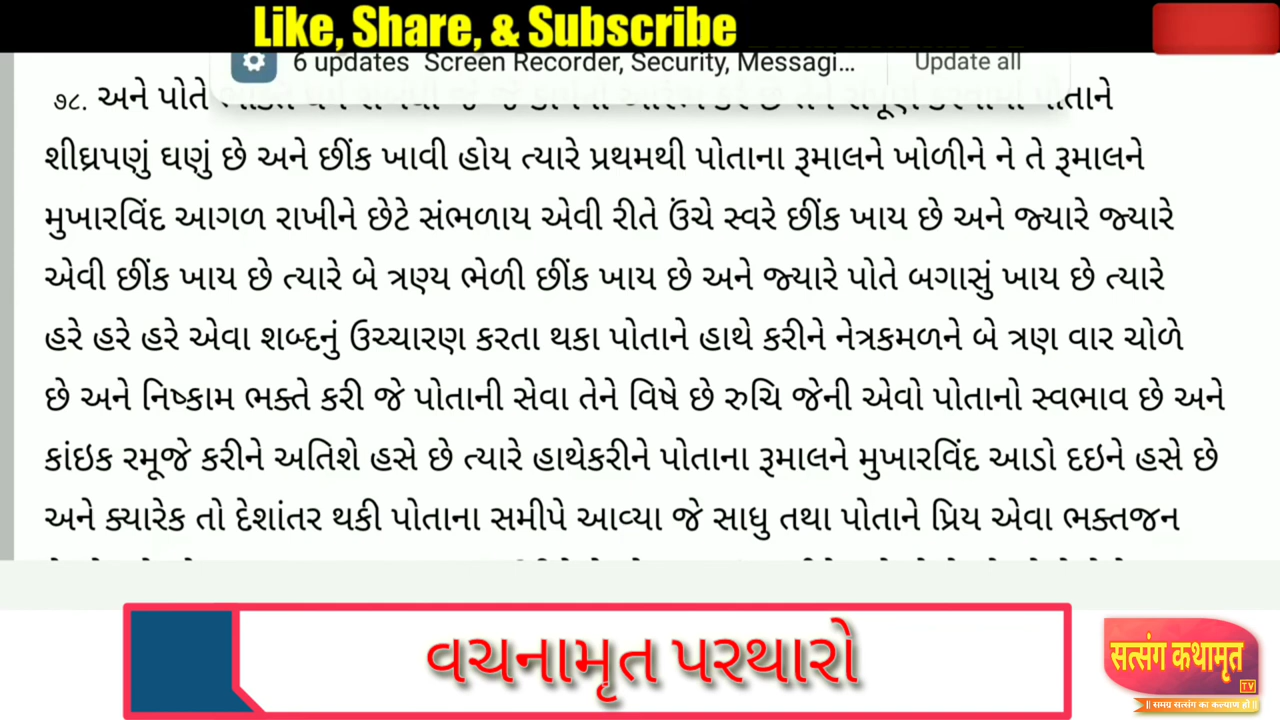 Like, Share, & Subscribe
6 updates Screen Recorder, Security, Messagi... Update all
૭૮. અને પોતે
શીઘ્રપણું ઘણું છે અને છીંક ખાવી હોય ત્યારે પ્રથમથી પોતાના રૂમાલને ખોળીને ને તે રૂમાલને
મુખારવિંદ આગળ રાખીને છેટે સંભળાય એવી રીતે ઉંચે સ્વરે છીંક ખાય છે અને જ્યારે જ્યારે
એવી છીંક ખાય છે ત્યારે બે ત્રણ્ય ભેળી છીંક ખાય છે અને જ્યારે પોતે બગાસું ખાય છે ત્યારે
હરે હરે હરે એવા શબ્દનું ઉચ્ચારણ કરતા થકા પોતાને હાથે કરીને નેત્રકમળને બે ત્રણ વાર ચોળે
છે અને નિષ્કામ ભક્તે કરી જે પોતાની સેવા તેને વિષે છે રુચિ જેની એવો પોતાનો સ્વભાવ છે અને
કાંઇક રમૂજે કરીને અતિશે હસે છે ત્યારે હાથેકરીને પોતાના રૂમાલને મુખારવિંદ આડો દઇને હસે છે
અને ક્યારેક તો દેશાંતર થકી પોતાના સમીપે આવ્યા જે સાધુ તથા પોતાને પ્રિય એવા ભક્તજન
વચનામૃત પરથારો
सत्संग कथामृत
TV
|| समग्र सत्संग का कल्याण हो ||